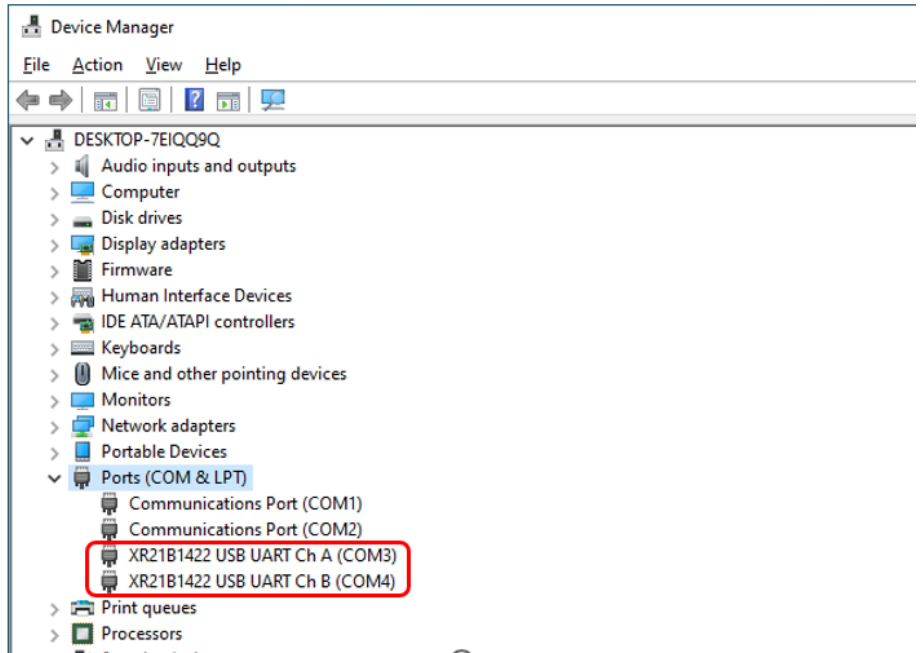 Device Manager
File Action View Help
DESKTOP-7EIQQ9Q
Audio inputs and outputs
Computer
Disk drives
Display adapters
Firmware
Human Interface Devices
IDE ATA/ATAPI controllers
Keyboards
Mice and other pointing devices
Monitors
Network adapters
Portable Devices
Ports (COM & LPT)
Communications Port (COM1)
Communications Port (COM2)
XR21B1422 USB UART Ch A (COM3)
XR21B1422 USB UART Ch B (COM4)
Print queues
Processors